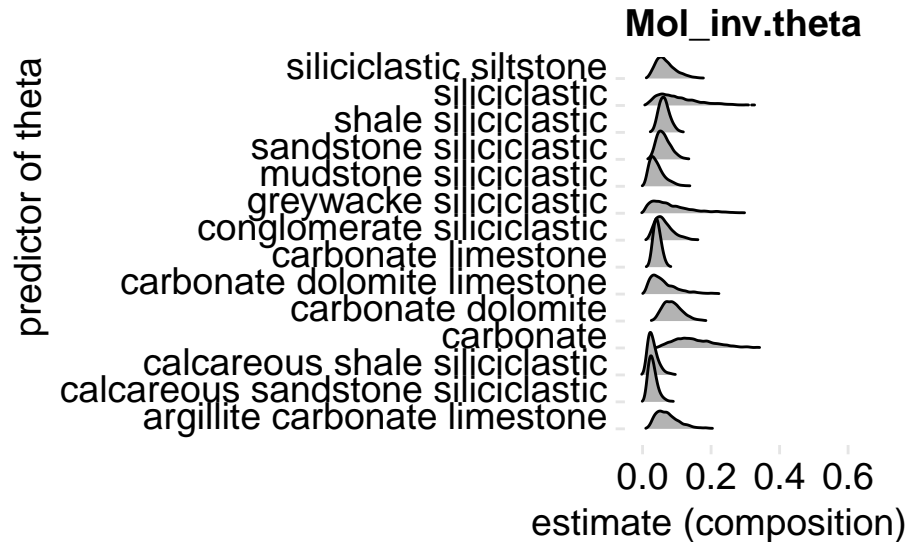 Mol_inv.theta
predictor of theta
siliciclastic siltstone
siliciclastic
shale siliciclastic
sandstone siliciclastic
mudstone siliciclastic
greywacke siliciclastic
conglomerate siliciclastic
carbonate limestone
carbonate dolomite limestone
carbonate dolomite
carbonate
calcareous shale siliciclastic
calcareous sandstone siliciclastic
argillite carbonate limestone
0.0 0.2 0.4 0.6
estimate (composition)